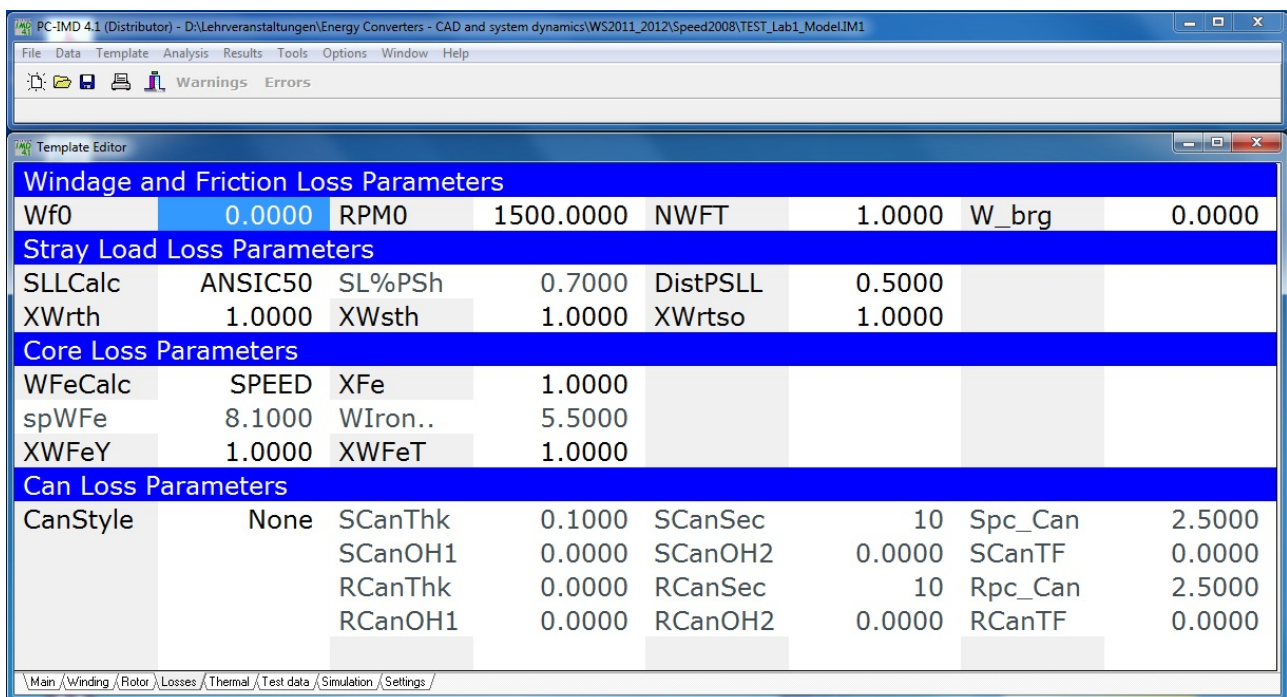 PC-IMD 4.1 (Distributor) - D:\Lehrveranstaltungen\Energy Converters - CAD and system dynamics\WS2011_2012\Speed2008\TEST_Lab1_Model.IM1
File Data Template Analysis Results Tools Options Window Help
Warnings Errors
Template Editor
Windage and Friction Loss Parameters
Wf0 0.0000 RPM0 1500.0000 NWFT 1.0000 W_brg 0.0000
Stray Load Loss Parameters
SLLCalc ANSIC50 SL%PSh 0.7000 DistPSLL 0.5000
XWrth 1.0000 XWsth 1.0000 XWrtso 1.0000
Core Loss Parameters
WFeCalc SPEED XFe 1.0000
spWFe 8.1000 WIron.. 5.5000
XWFeY 1.0000 XWFeT 1.0000
Can Loss Parameters
CanStyle None SCanThk 0.1000 SCanSec 10 Spc_Can 2.5000
SCanOH1 0.0000 SCanOH2 0.0000 SCanTF 0.0000
RCanThk 0.0000 RCanSec 10 Rpc_Can 2.5000
RCanOH1 0.0000 RCanOH2 0.0000 RCanTF 0.0000
Main Winding Rotor Losses Thermal Test data Simulation Settings